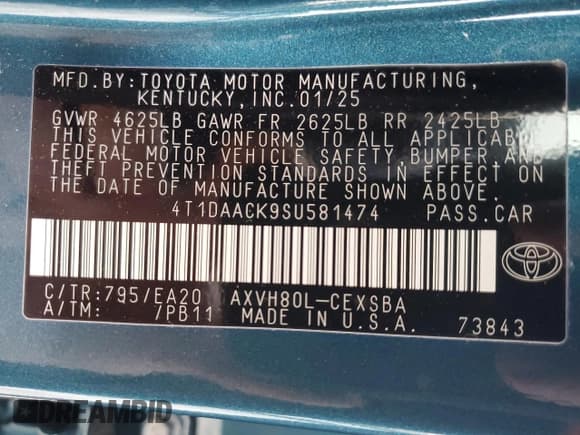 MFD.BY:TOYOTA MOTOR MANUFACTURING,
KENTUCKY,INC.01/25
GVWR 4625LB GAWR FR 2625LB RR 2425LB
THIS VEHICLE CONFORMS TO ALL APPLICAB
FEDERAL MOTOR VEHICLE SAFETY, BUMPER, AND
THEFT PREVENTION STANDARDS IN EFFECT ON
THE DATE OF MANUFACTURE SHOWN ABOVE.
4T1DAACK9SU581474 PASS.CAR
C/TR:795/EA20 AXVH80L-CEXSBA
A/TM: /PB11 MADE IN U.S.A. 73843
DREAMBID